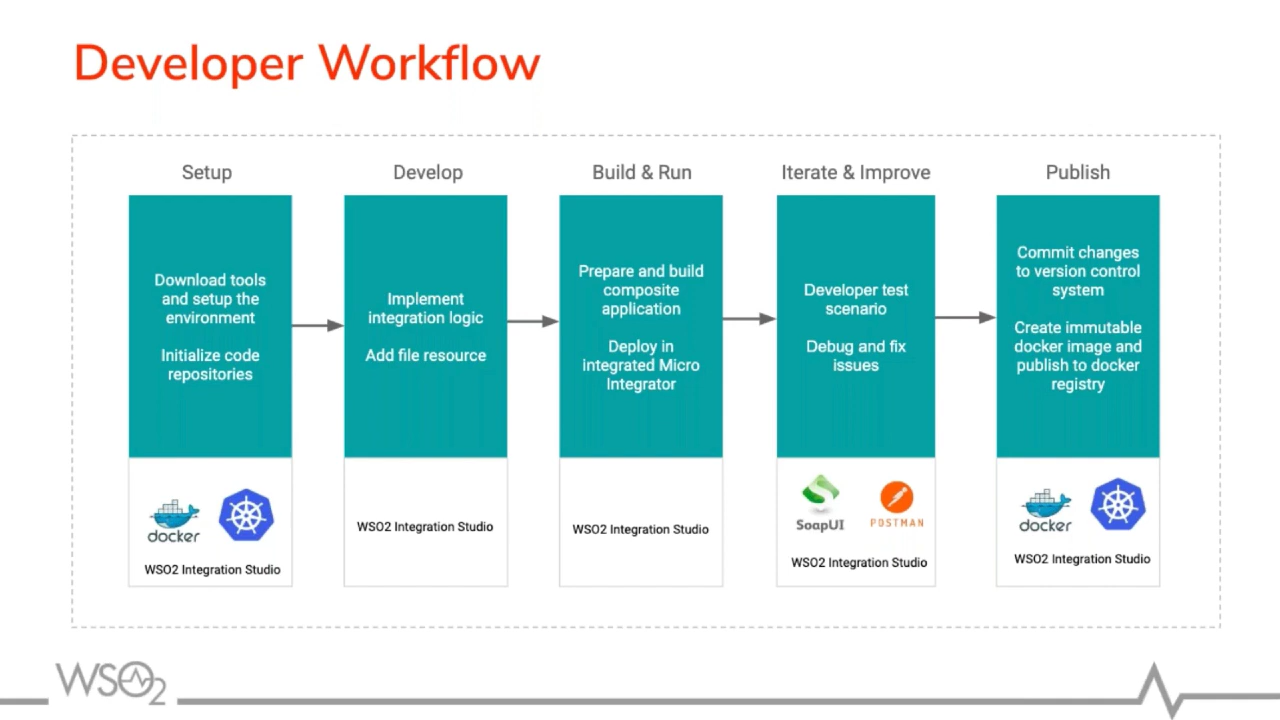 Developer Workflow
Setup
Download tools
and setup the
environment
Initialize code
repositories
docker
WSO2 Integration Studio
Develop
Implement
integration logic
Add file resource
WSO2 Integration Studio
Build & Run
Prepare and build
composite
application
Deploy in
integrated Micro
Integrator
WSO2 Integration Studio
Iterate & Improve
Developer test
scenario
Debug and fix
issues
SoapUI
POSTMAN
WSO2 Integration Studio
Publish
Commit changes
to version control
system
Create immutable
docker image and
publish to docker
registry
docker
WSO2 Integration Studio
WSO2